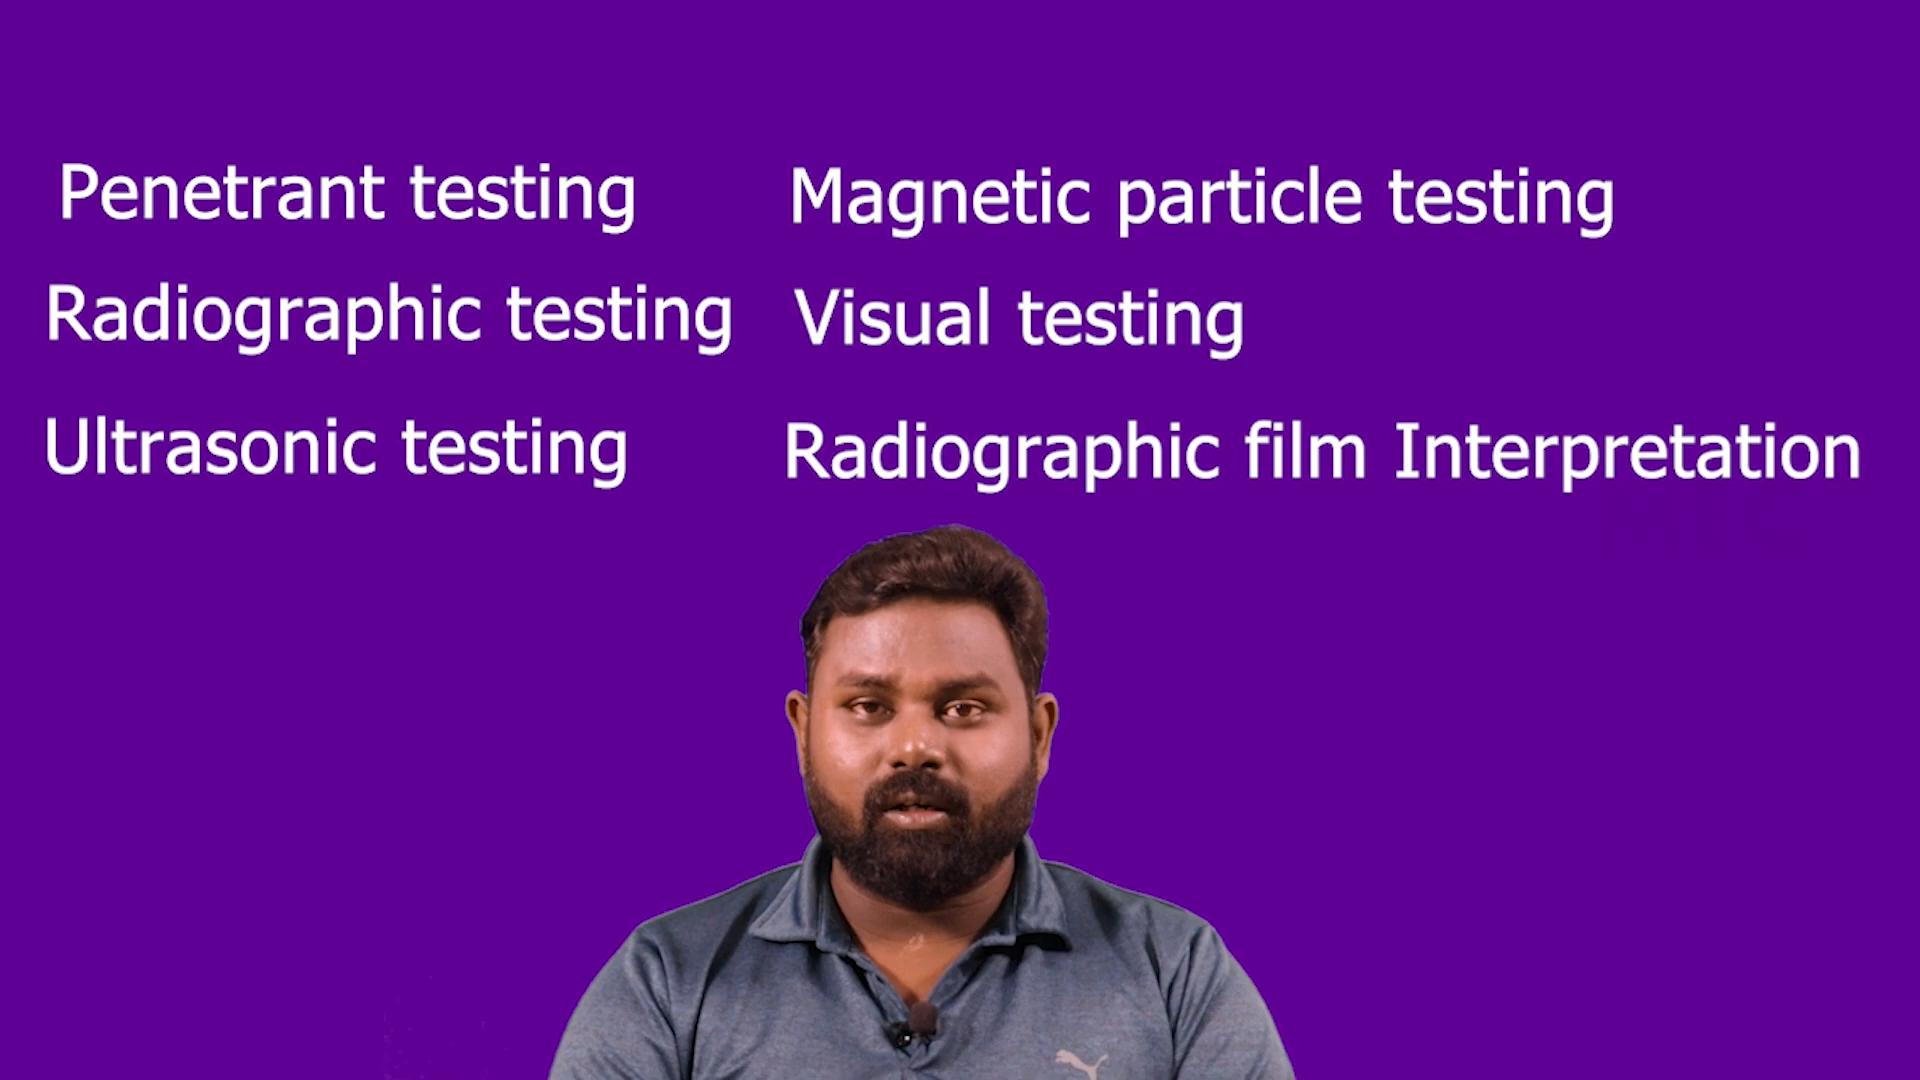 Penetrant testing
Magnetic particle testing
Radiographic testing
Visual testing
Ultrasonic testing
Radiographic film Interpretation